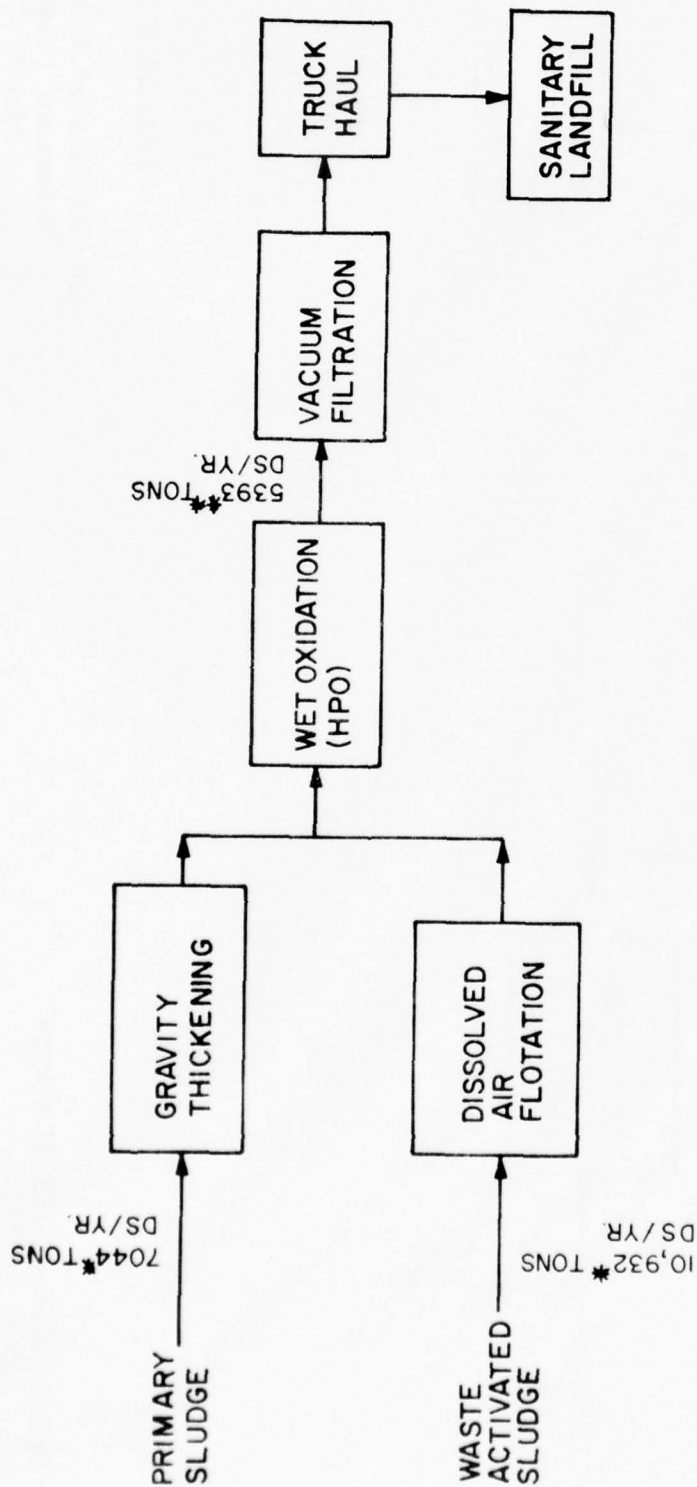 PRIMARY
SLUDGE
7044* TONS
DS/YR.
GRAVITY
THICKENING
WASTE
ACTIVATED
SLUDGE
10,932* TONS
DS/YR.
DISSOLVED
AIR
FLOTATION
WET OXIDATION
(HPO)
5393** TONS
DS/YR.
VACUUM
FILTRATION
TRUCK
HAUL
SANITARY
LANDFILL